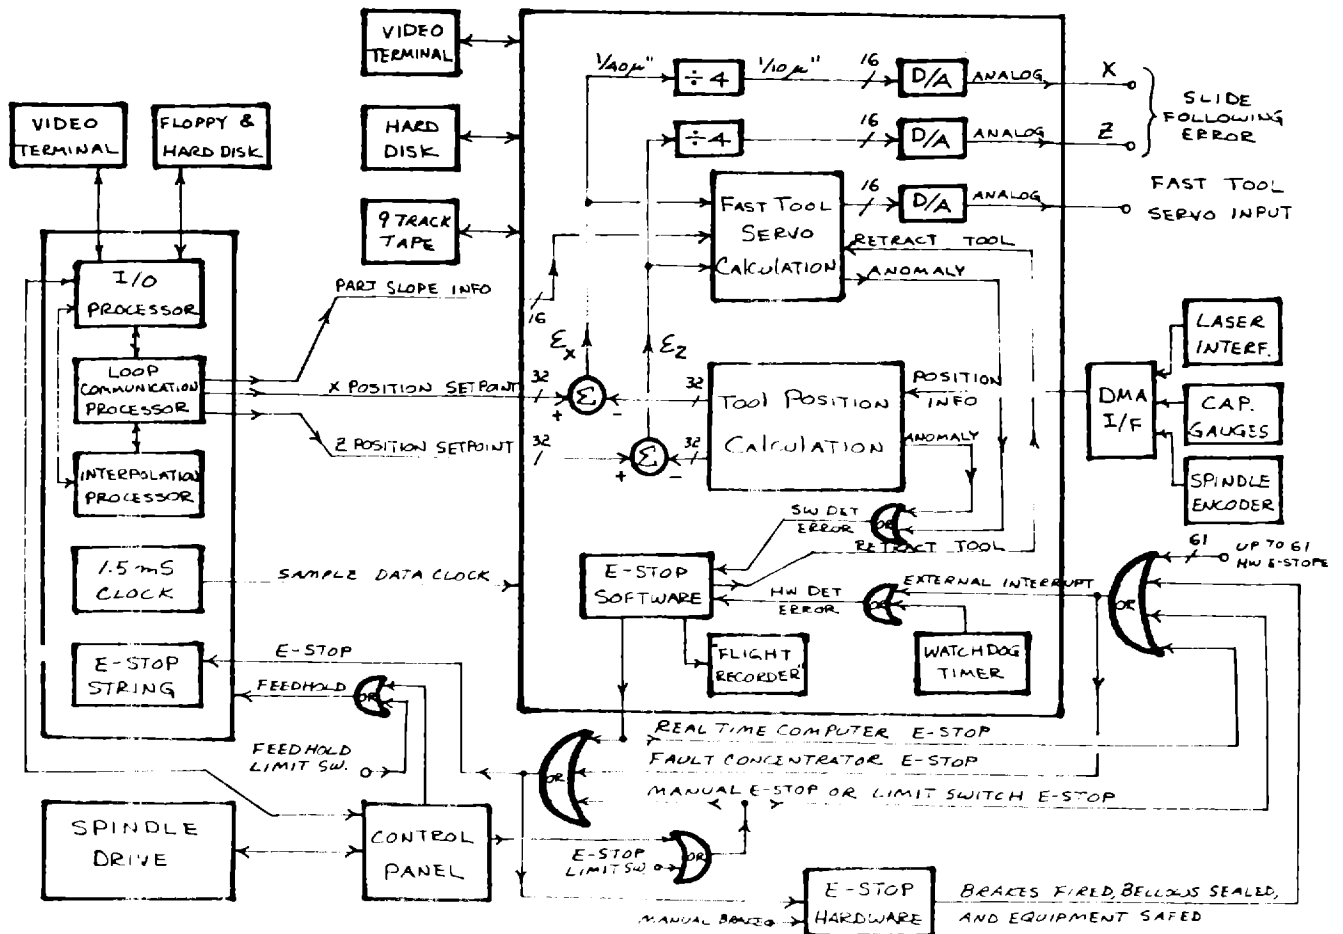 VIDEO
TERMINAL
HARD
DISK
9 TRACK
TAPE
VIDEO
TERMINAL
FLOPPY &
HARD DISK
I/O
PROCESSOR
LOOP
COMMUNICATION
PROCESSOR
INTERPOLATION
PROCESSOR
1.5 mS
CLOCK
E-STOP
STRING
PART SLOPE INFO
16
X POSITION SETPOINT
32
Z POSITION SETPOINT
32
SAMPLE DATA CLOCK
E-STOP
FEEDHOLD
OR
FEEDHOLD
LIMIT SW.
SPINDLE
DRIVE
CONTROL
PANEL
1/40μ"
÷4
1/10μ"
16
D/A
ANALOG
X
÷4
16
D/A
ANALOG
Z
SLIDE
FOLLOWING
ERROR
FAST TOOL
SERVO
CALCULATION
16
D/A
ANALOG
FAST TOOL
SERVO INPUT
RETRACT TOOL
ANOMALY
Ɛx
Ɛz
Σ
+
-
32
Σ
+
-
32
TOOL POSITION
CALCULATION
POSITION
INFO
ANOMALY
DMA
I/F
LASER
INTERF.
CAP.
GAUGES
SPINDLE
ENCODER
SW DET
ERROR
OR
RETRACT TOOL
E-STOP
SOFTWARE
HW DET
ERROR
OR
EXTERNAL INTERRUPT
"FLIGHT
RECORDER"
WATCHDOG
TIMER
OR
61
UP TO 61
HW E-STOPS
REAL TIME COMPUTER E-STOP
FAULT CONCENTRATOR E-STOP
MANUAL E-STOP OR LIMIT SWITCH E-STOP
OR
E-STOP
LIMIT SW.
OR
MANUAL BRAKE
E-STOP
HARDWARE
BRAKES FIRED, BELLOWS SEALED,
AND EQUIPMENT SAFED